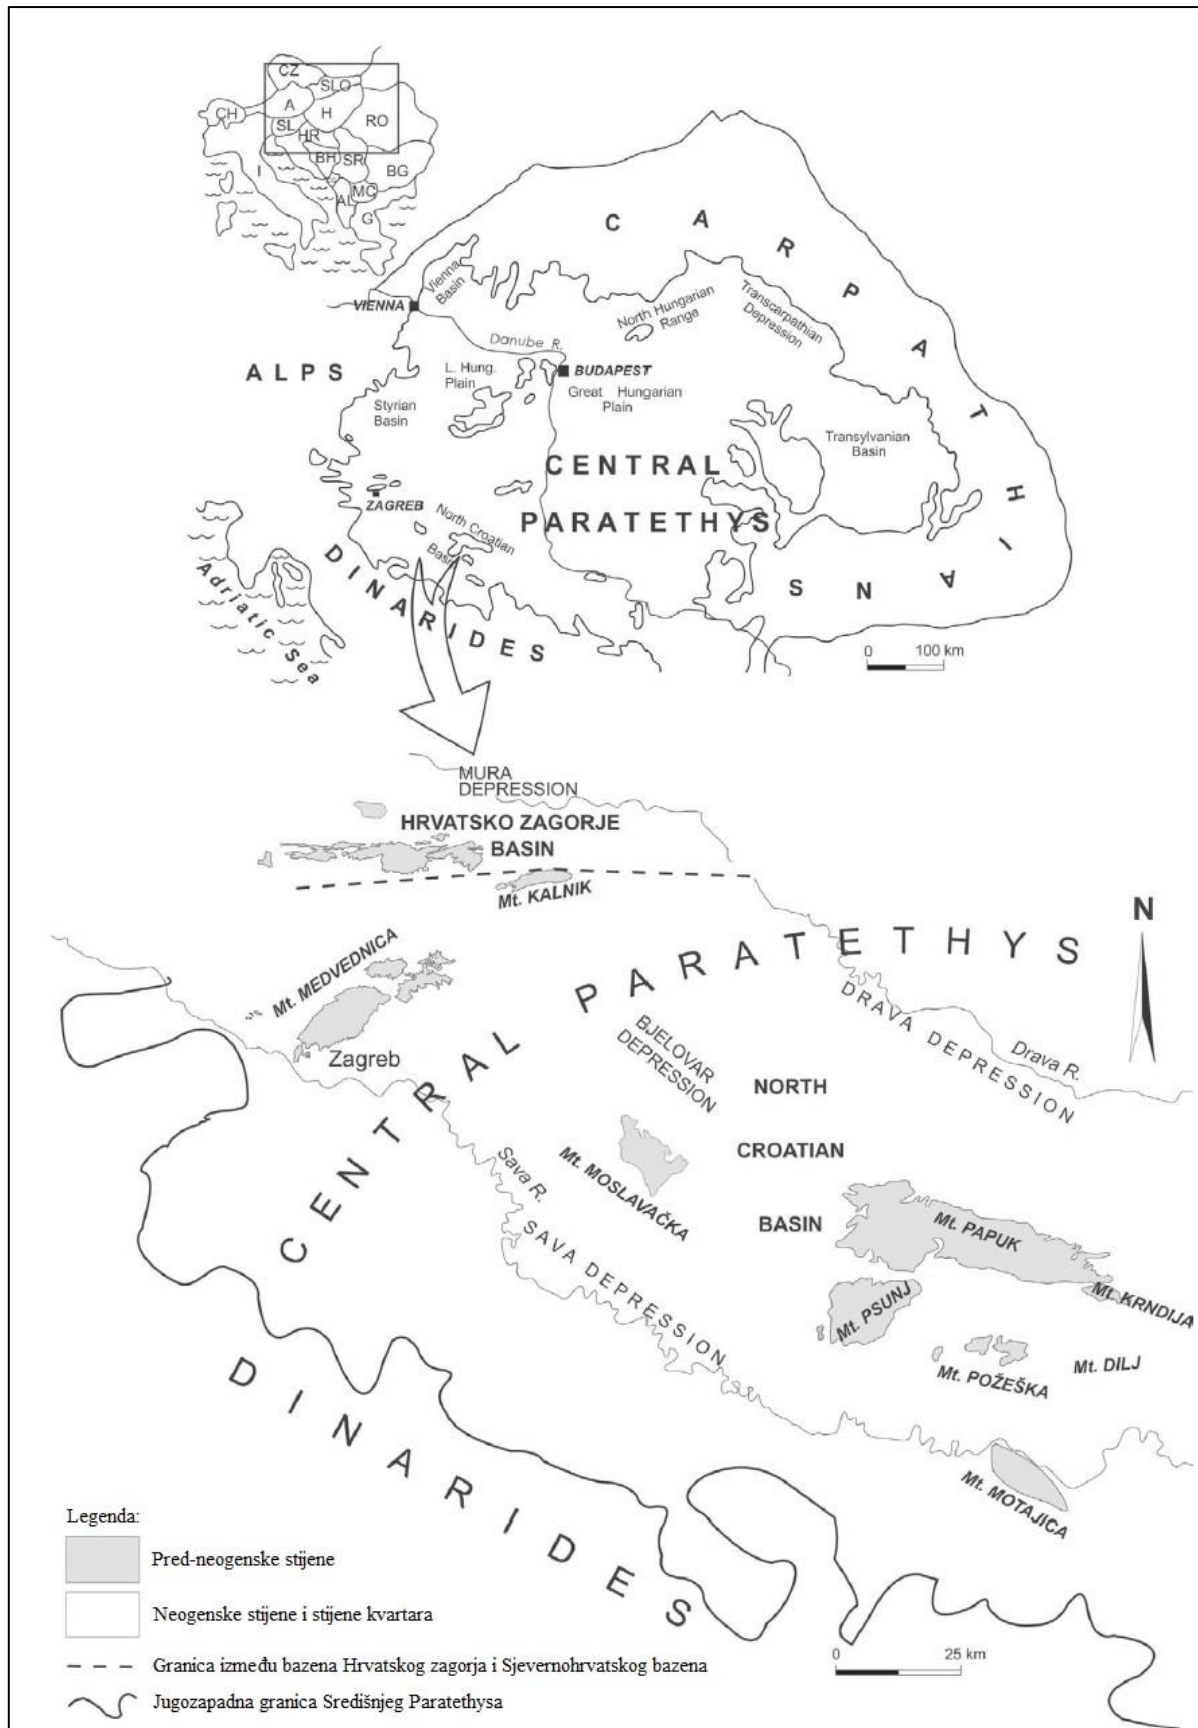 CZ
SLO
CH
A
H
SL
RO
HR
BH
SR
BG
I
MC
AL
G
CARPATHIANS
Vienna
Basin
VIENNA
North Hungarian
Range
Transcarpathian
Depression
Danube R.
ALPS
L. Hung.
Plain
BUDAPEST
Great Hungarian
Plain
Styrian
Basin
Transylvanian
Basin
CENTRAL
PARATETHYS
ZAGREB
North Croatian
Basin
DINARIDES
Adriatic Sea
0 100 km
MURA
DEPRESSION
HRVATSKO ZAGORJE
BASIN
Mt. KALNIK
N
Mt. MEDVEDNICA
Zagreb
CENTRAL PARATETHYS
DRAVA DEPRESSION
Drava R.
BJELOVAR
DEPRESSION
NORTH
CROATIAN
BASIN
Mt. MOSLAVAČKA
Sava R.
SAVA DEPRESSION
Mt. PAPUK
Mt. KRNDIJA
Mt. PSUNJ
Mt. POŽEŠKA
Mt. DILJ
Mt. MOTAJICA
DINARIDES
Legenda:
Pred-neogenske stijene
Neogenske stijene i stijene kvartara
Granica između bazena Hrvatskog zagorja i Sjevernohrvatskog bazena
Jugozapadna granica Središnjeg Paratethysa
0 25 km